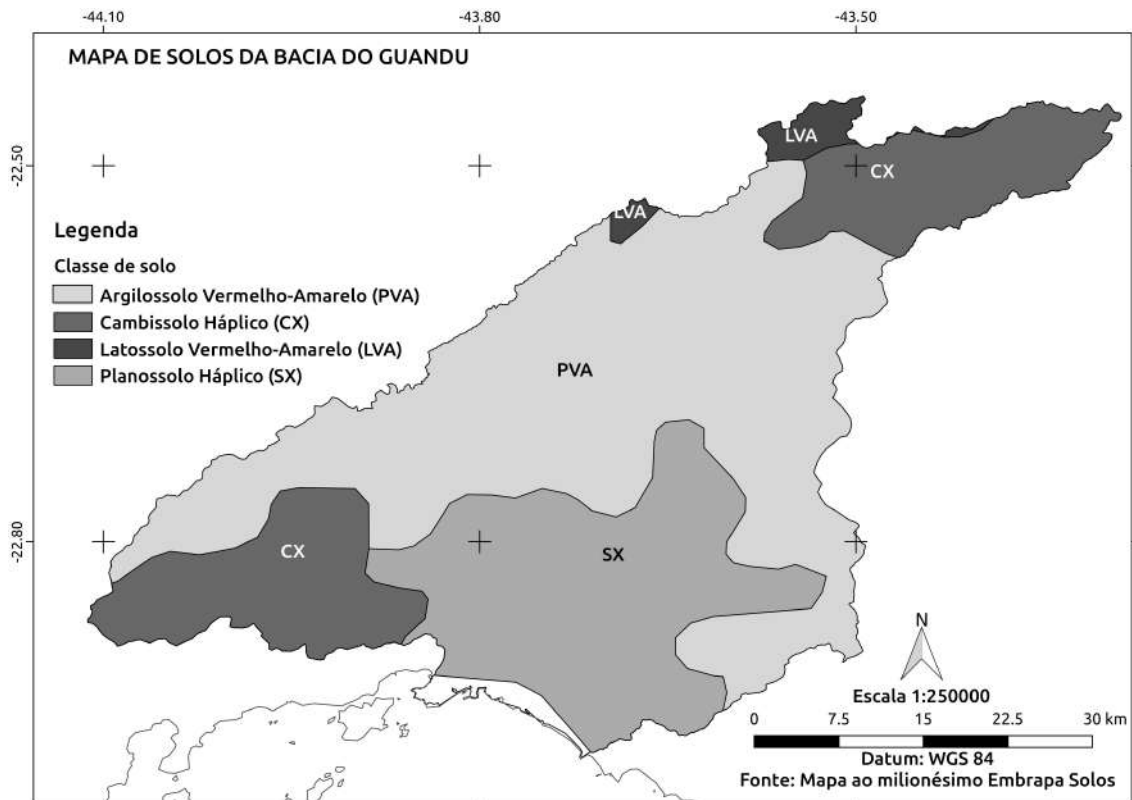 -44.10
-43.80
-43.50
MAPA DE SOLOS DA BACIA DO GUANDU
LVA
-22.50
CX
LVA
Legenda
Classe de solo
Argilossolo Vermelho-Amarelo (PVA)
Cambissolo Háplico (CX)
Latossolo Vermelho-Amarelo (LVA)
Planossolo Háplico (SX)
PVA
-22.80
CX
SX
N
Escala 1:250000
0 7.5 15 22.5 30 km
Datum: WGS 84
Fonte: Mapa ao milionésimo Embrapa Solos